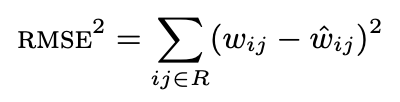 RMSE² = ∑_{ij∈R} (w_{ij} − ŵ_{ij})²